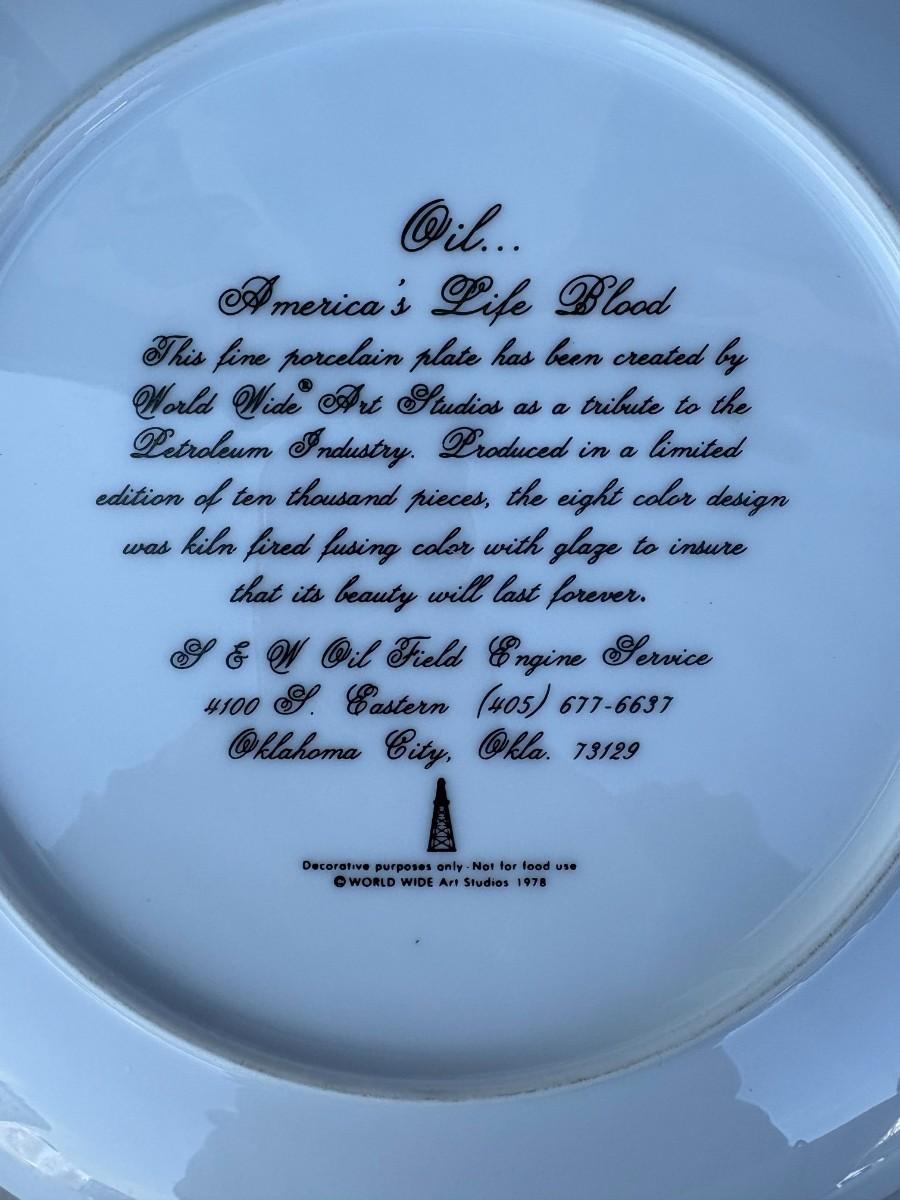 Oil...
America's Life Blood
This fine porcelain plate has been created by
World Wide® Art Studios as a tribute to the
Petroleum Industry. Produced in a limited
edition of ten thousand pieces, the eight color design
was kiln fired fusing color with glaze to insure
that its beauty will last forever.
S & W Oil Field Engine Service
4100 S. Eastern (405) 677-6637
Oklahoma City, Okla. 73129
Decorative purposes only - Not for food use
© WORLD WIDE Art Studios 1978